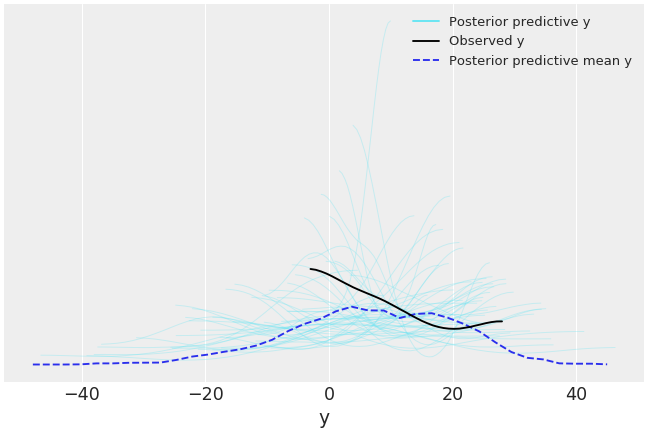 Posterior predictive y
Observed y
Posterior predictive mean y
−40 −20 0 20 40
y